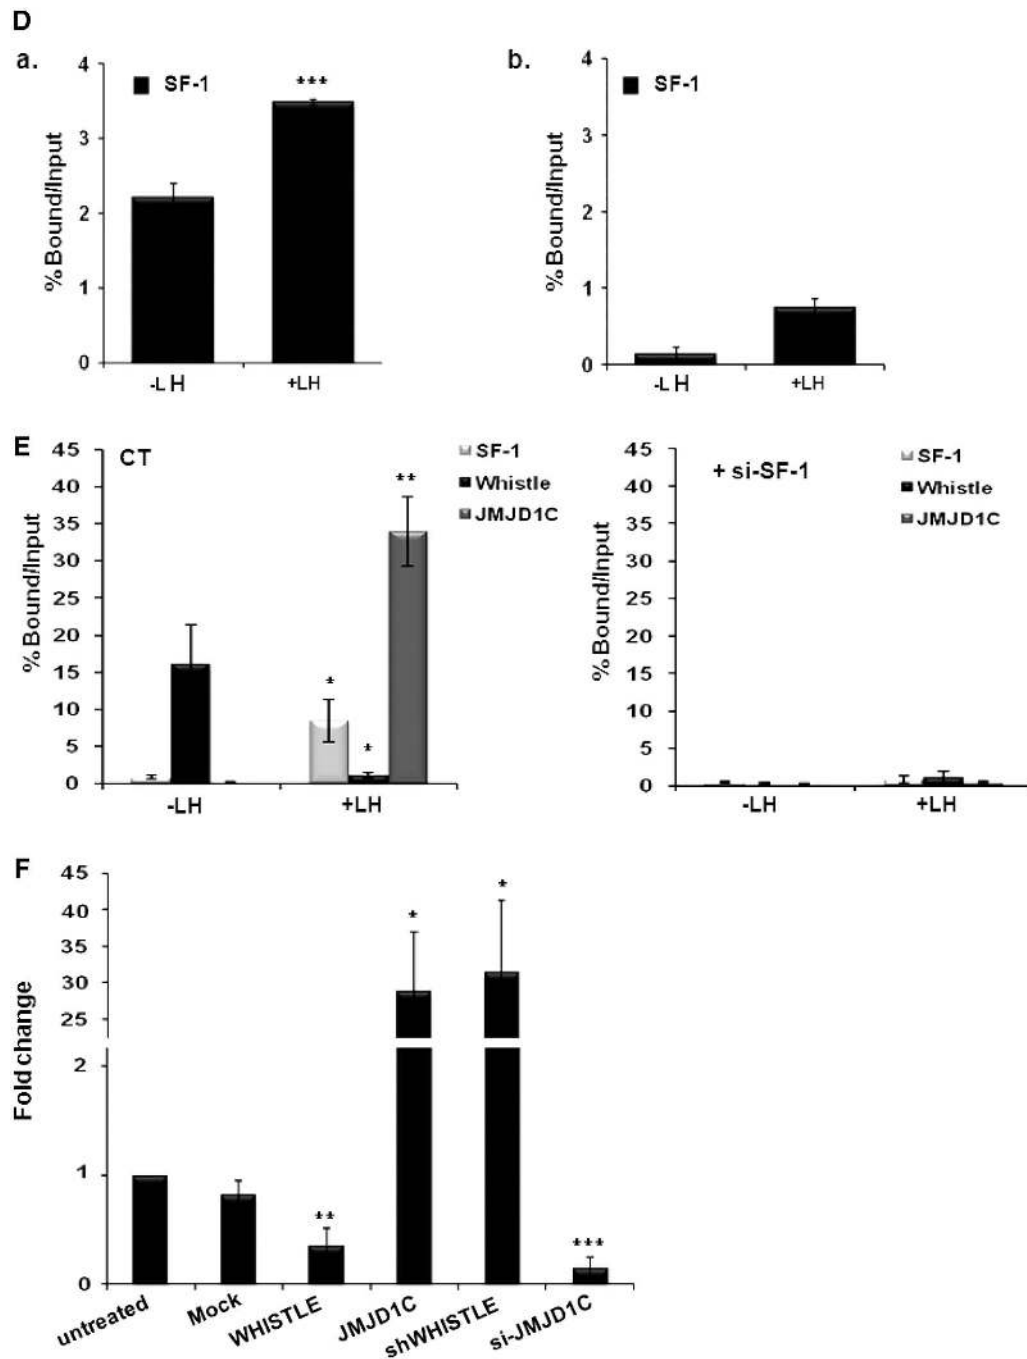 D
a.
b.
4
3
2
1
0
% Bound/Input
SF-1
***
-L H
+LH
4
3
2
1
0
% Bound/Input
SF-1
-LH
+LH
E
45
40
35
30
25
20
15
10
5
0
% Bound/Input
CT
SF-1
Whistle
JMJD1C
*
*
**
-LH
+LH
45
40
35
30
25
20
15
10
5
0
% Bound/Input
+ si-SF-1
SF-1
Whistle
JMJD1C
-LH
+LH
F
45
40
35
30
25
2
1
0
Fold change
**
*
*
***
untreated
Mock
WHISTLE
JMJD1C
shWHISTLE
si-JMJD1C